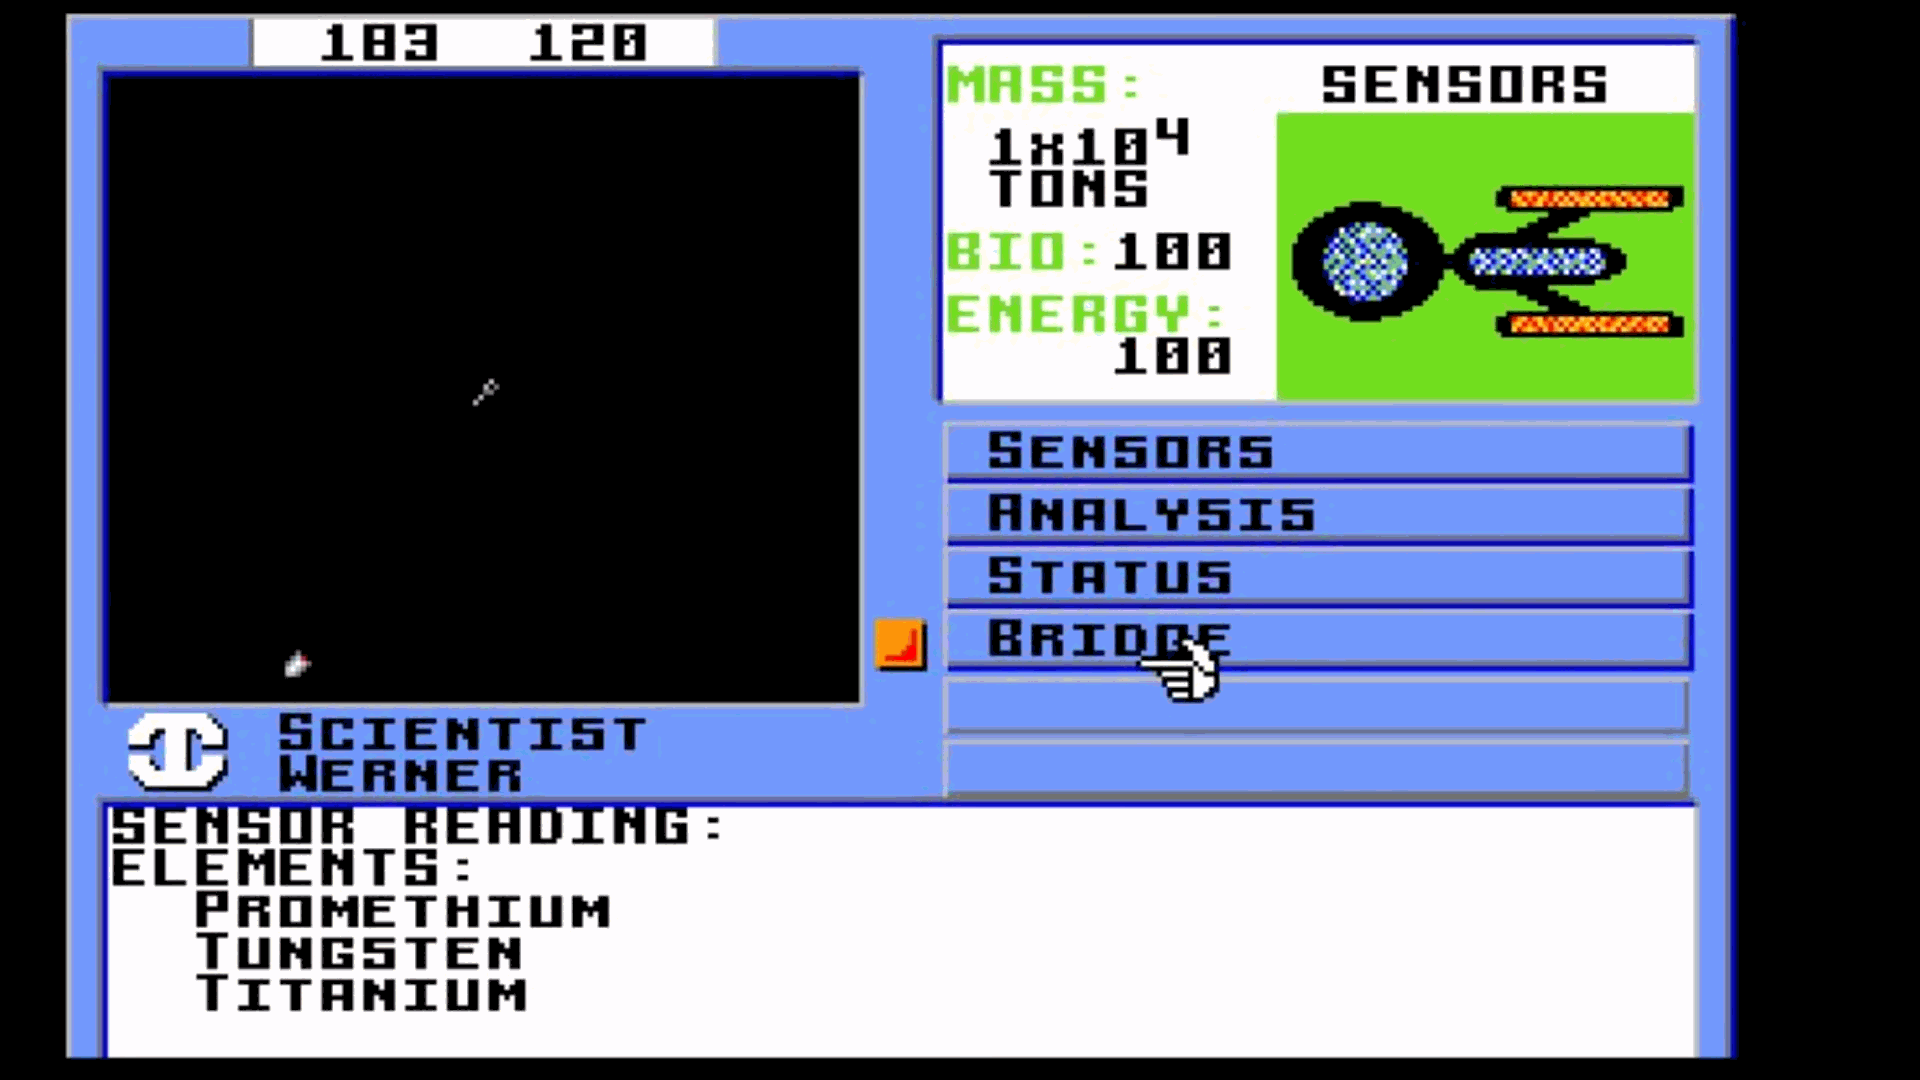 183 120
MASS:
1x10⁴
TONS
BIO:100
ENERGY:
100
SENSORS
SENSORS
ANALYSIS
STATUS
BRIDGE
SCIENTIST
WERNER
SENSOR READING:
ELEMENTS:
PROMETHIUM
TUNGSTEN
TITANIUM